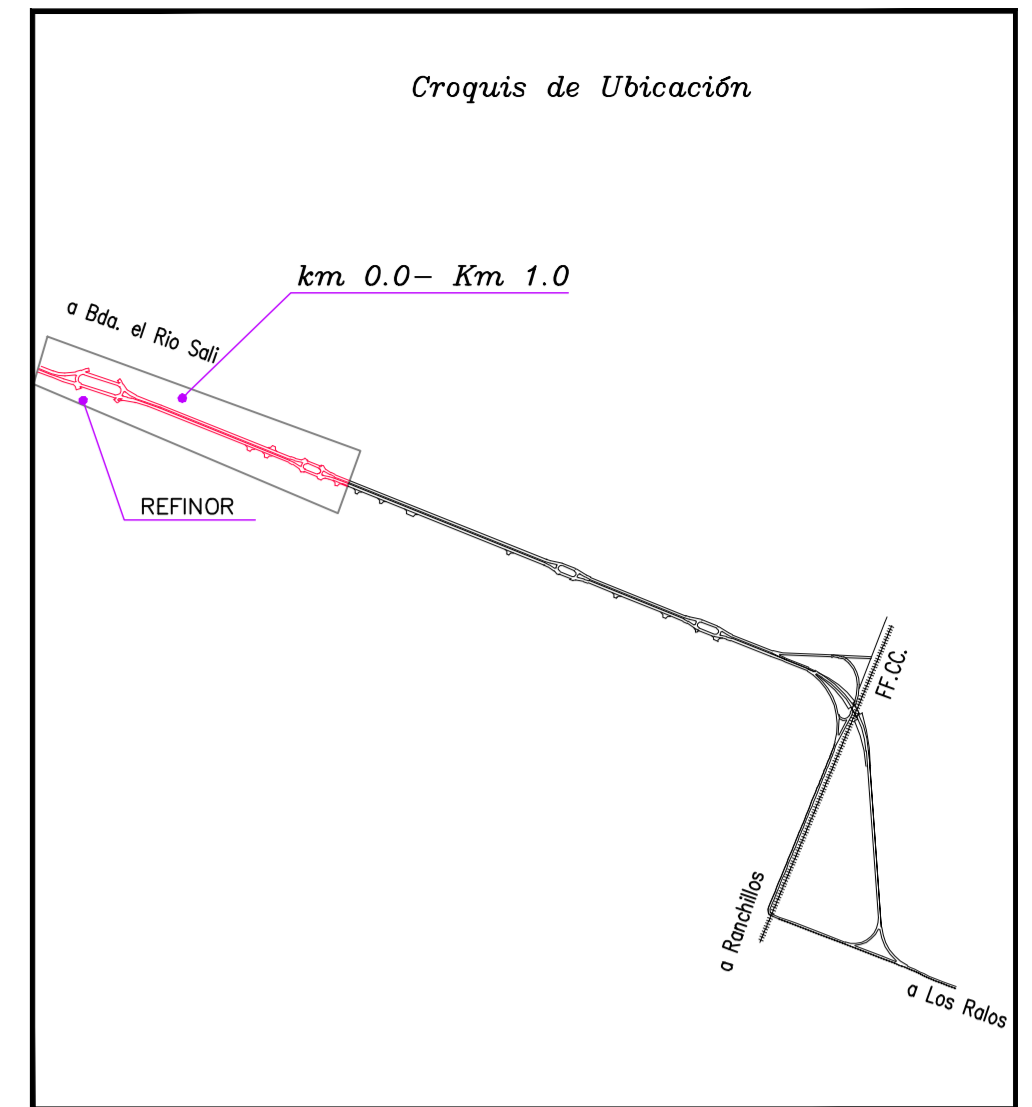 Croquis de Ubicación
km 0.0- Km 1.0
a Bda. el Rio Sali
REFINOR
FF.CC.
a Ranchillos
a Los Ralos